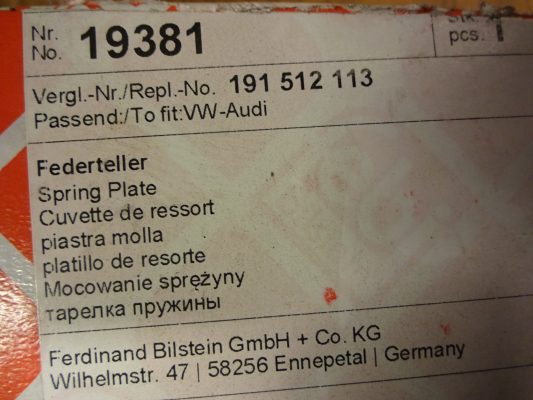 Nr.
No. 19381
Stk.
pcs. 1
Vergl.-Nr./Repl.-No. 191 512 113
Passend:/To fit:VW-Audi
Federteller
Spring Plate
Cuvette de ressort
piastra molla
platillo de resorte
Mocowanie sprężyny
тарелка пружины
Ferdinand Bilstein GmbH + Co. KG
Wilhelmstr. 47 | 58256 Ennepetal | Germany